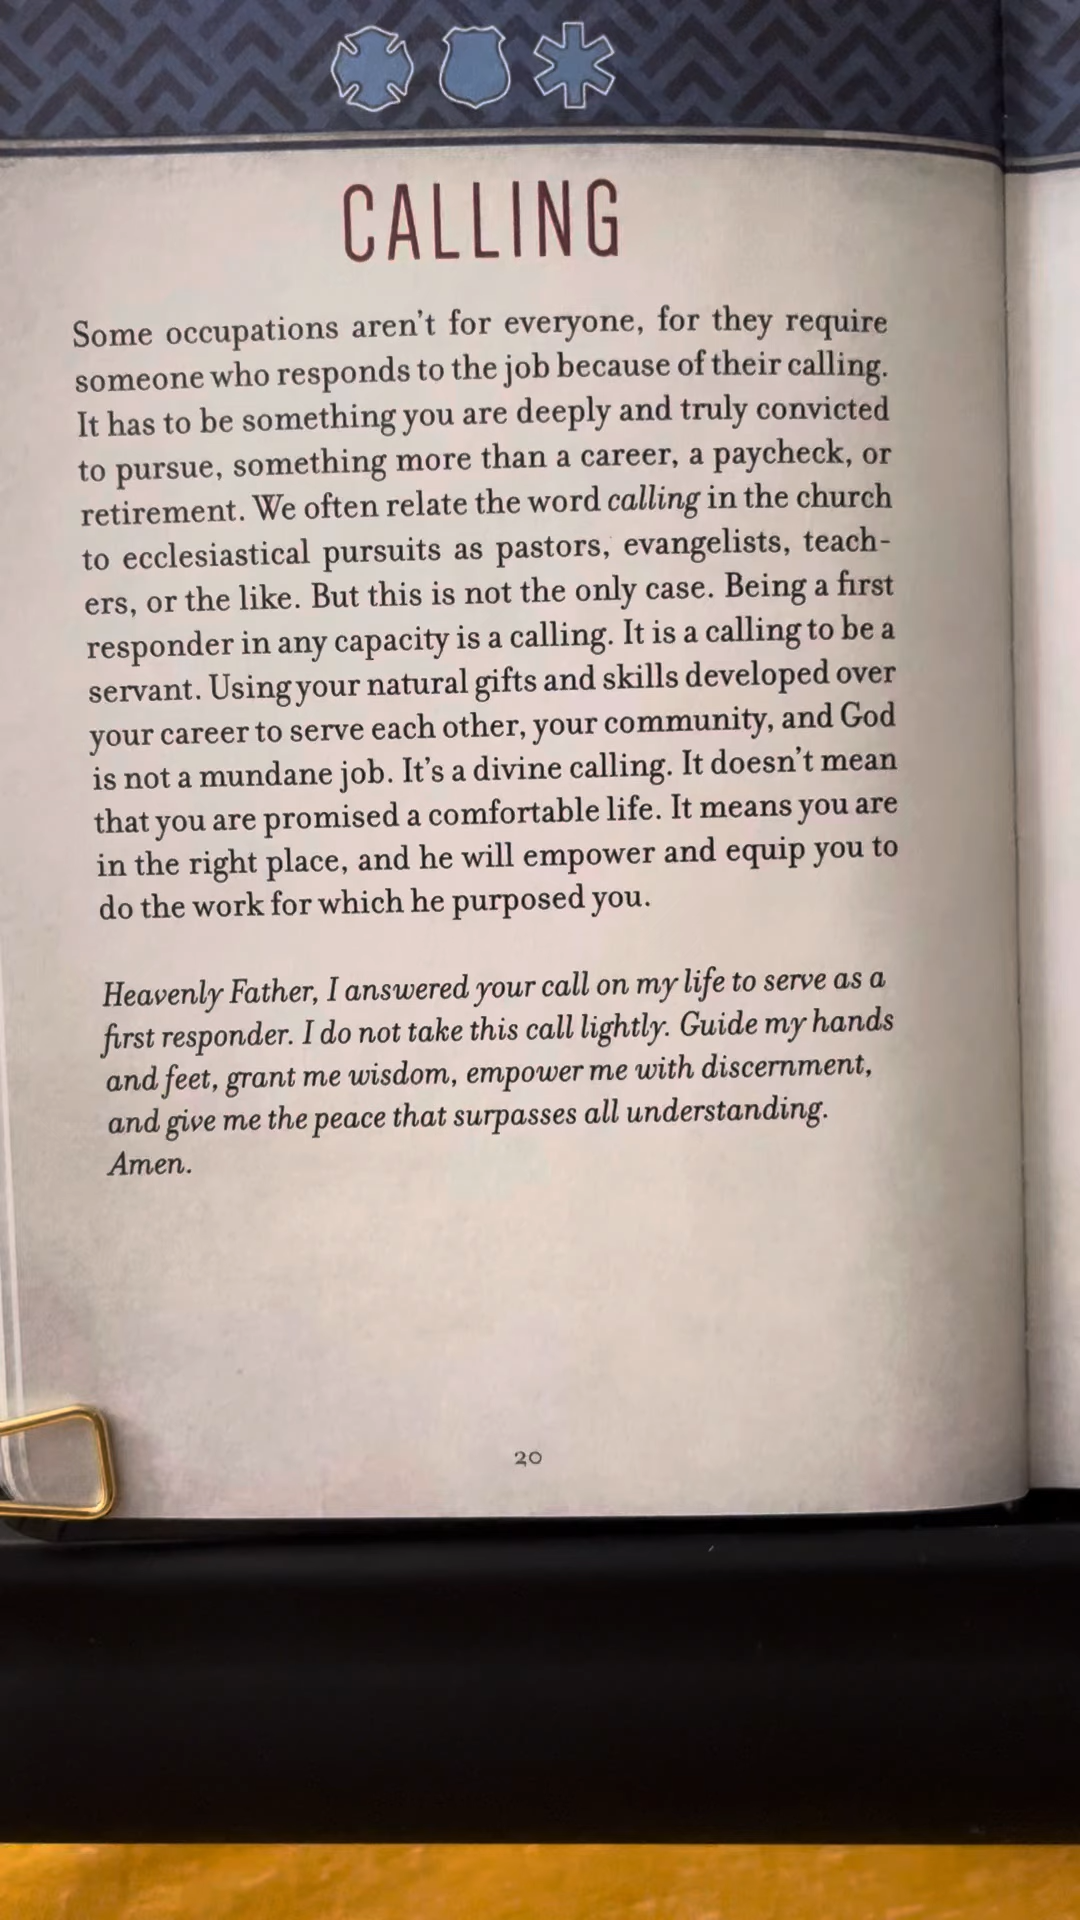 CALLING
Some occupations aren't for everyone, for they require
someone who responds to the job because of their calling.
It has to be something you are deeply and truly convicted
to pursue, something more than a career, a paycheck, or
retirement. We often relate the word calling in the church
to ecclesiastical pursuits as pastors, evangelists, teach-
ers, or the like. But this is not the only case. Being a first
responder in any capacity is a calling. It is a calling to be a
servant. Using your natural gifts and skills developed over
your career to serve each other, your community, and God
is not a mundane job. It's a divine calling. It doesn't mean
that you are promised a comfortable life. It means you are
in the right place, and he will empower and equip you to
do the work for which he purposed you.
Heavenly Father, I answered your call on my life to serve as a
first responder. I do not take this call lightly. Guide my hands
and feet, grant me wisdom, empower me with discernment,
and give me the peace that surpasses all understanding.
Amen.
20